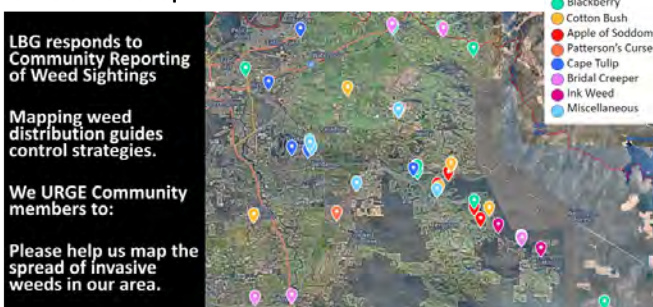 LBG responds to
Community Reporting
of Weed Sightings
Mapping weed
distribution guides
control strategies.
We URGE Community
members to:
Please help us map the
spread of invasive
weeds in our area.
Blackberry
Cotton Bush
Apple of Soddom
Patterson's Curse
Cape Tulip
Bridal Creeper
Ink Weed
Miscellaneous